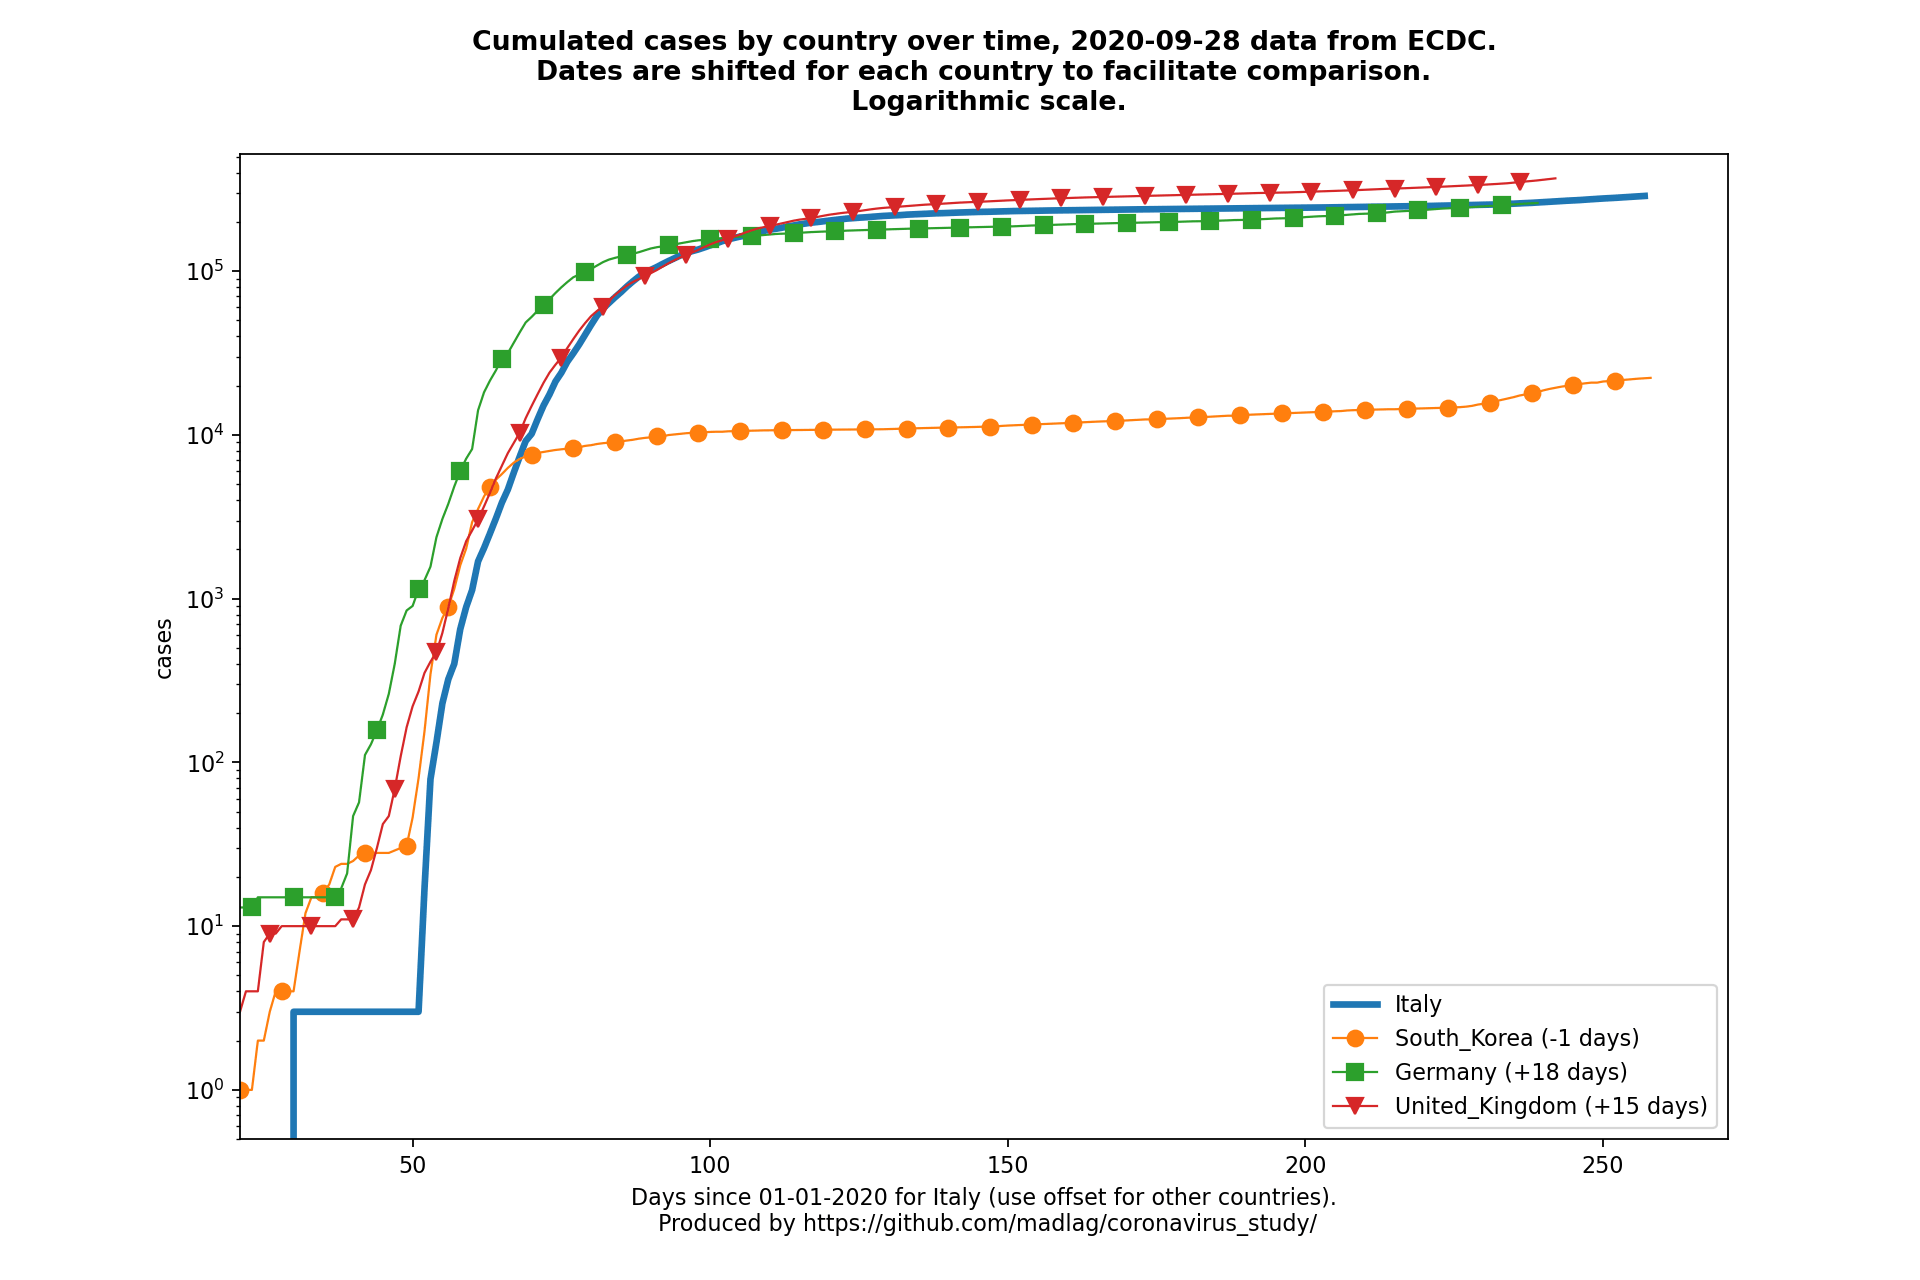 Cumulated cases by country over time, 2020-09-28 data from ECDC.
Dates are shifted for each country to facilitate comparison.
Logarithmic scale.
cases
10^5
10^4
10^3
10^2
10^1
10^0
50 100 150 200 250
Italy
South_Korea (-1 days)
Germany (+18 days)
United_Kingdom (+15 days)
Days since 01-01-2020 for Italy (use offset for other countries).
Produced by https://github.com/madlag/coronavirus_study/